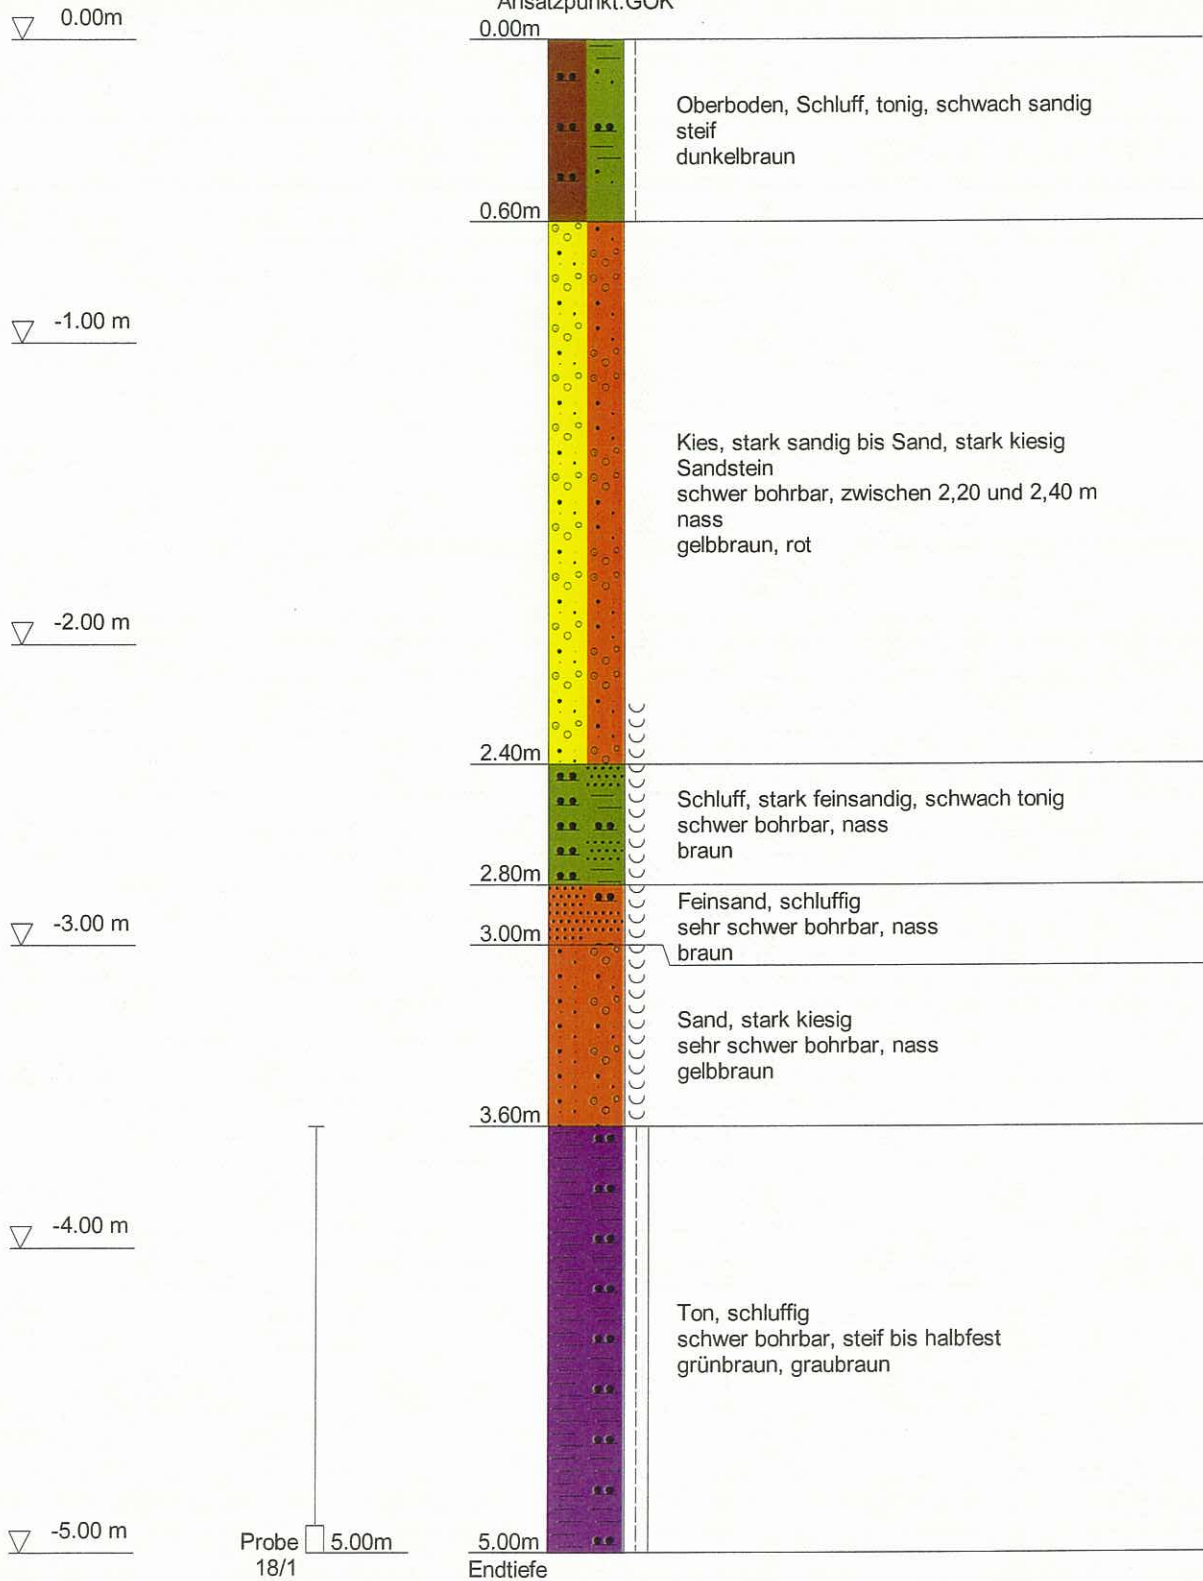 Ansatzpunkt:GOK
0.00m
0.00m
Oberboden, Schluff, tonig, schwach sandig
steif
dunkelbraun
0.60m
-1.00 m
Kies, stark sandig bis Sand, stark kiesig
Sandstein
schwer bohrbar, zwischen 2,20 und 2,40 m
nass
gelbbraun, rot
-2.00 m
2.40m
Schluff, stark feinsandig, schwach tonig
schwer bohrbar, nass
braun
2.80m
Feinsand, schluffig
sehr schwer bohrbar, nass
braun
-3.00 m
3.00m
Sand, stark kiesig
sehr schwer bohrbar, nass
gelbbraun
3.60m
-4.00 m
Ton, schluffig
schwer bohrbar, steif bis halbfest
grünbraun, graubraun
-5.00 m
Probe
18/1
5.00m
5.00m
Endtiefe